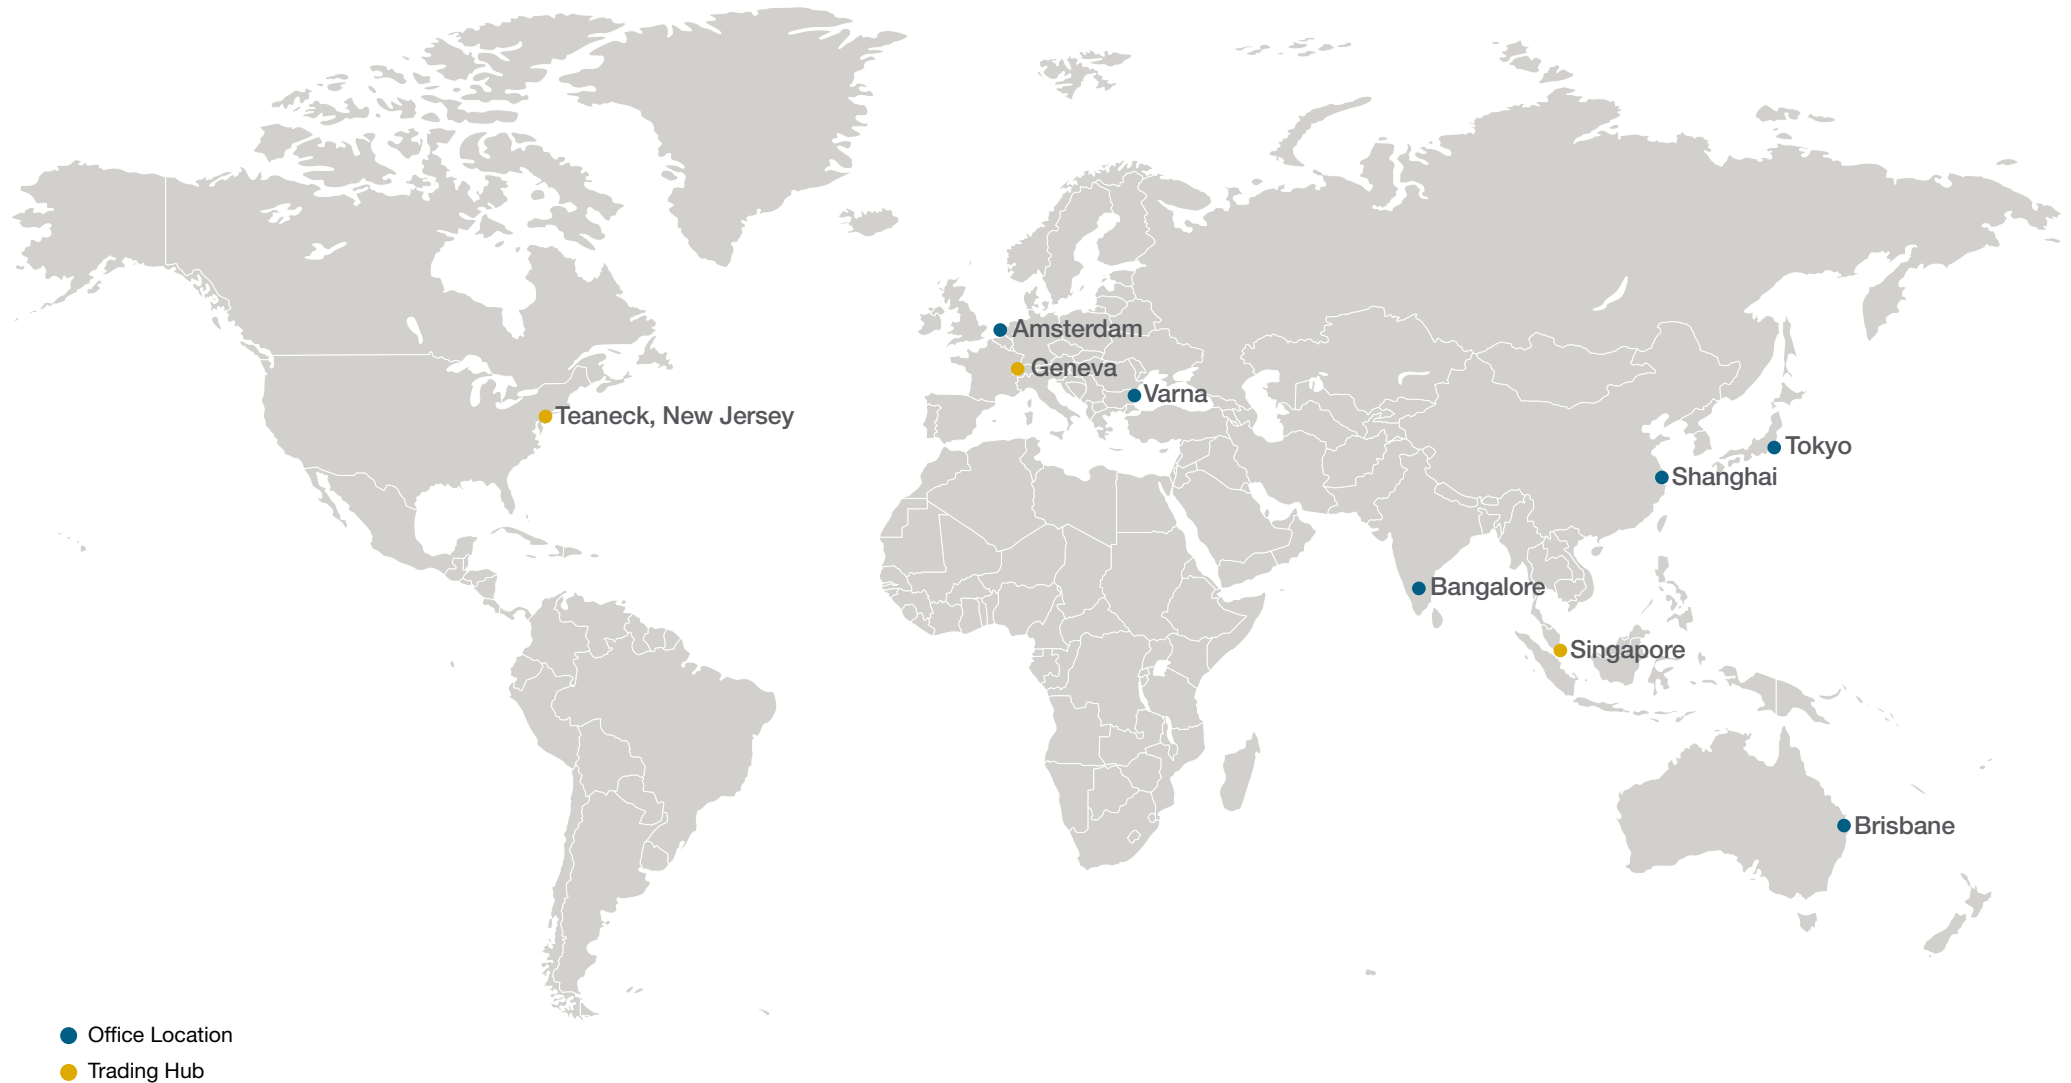 Amsterdam
Geneva
Varna
Teaneck, New Jersey
Tokyo
Shanghai
Bangalore
Singapore
Brisbane
Office Location
Trading Hub